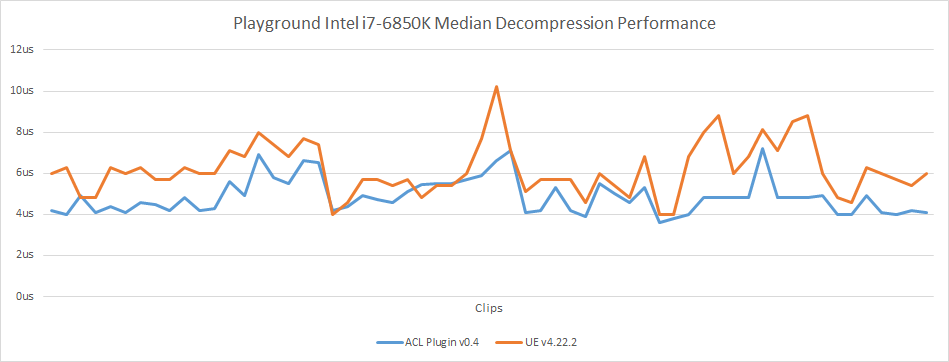 Playground Intel i7-6850K Median Decompression Performance
12us
10us
8us
6us
4us
2us
0us
Clips
ACL Plugin v0.4
UE v4.22.2